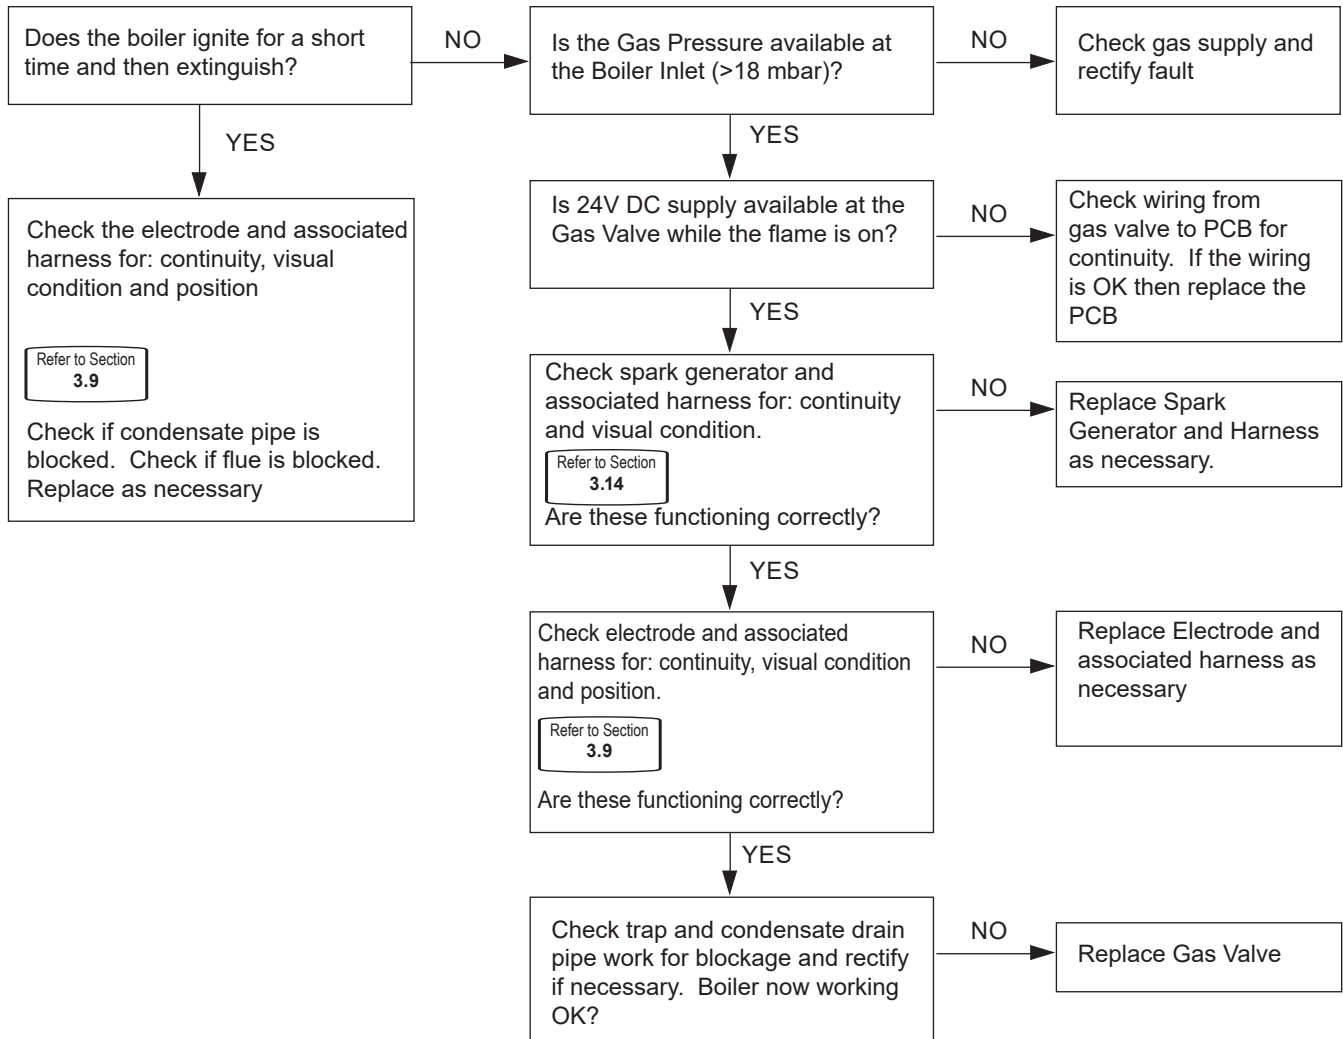 Does the boiler ignite for a short
time and then extinguish?
NO
Is the Gas Pressure available at
the Boiler Inlet (>18 mbar)?
NO
Check gas supply and
rectify fault
YES
YES
Check the electrode and associated
harness for: continuity, visual
condition and position
Refer to Section
3.9
Check if condensate pipe is
blocked.  Check if flue is blocked.
Replace as necessary
Is 24V DC supply available at the
Gas Valve while the flame is on?
NO
Check wiring from
gas valve to PCB for
continuity.  If the wiring
is OK then replace the
PCB
YES
Check spark generator and
associated harness for: continuity
and visual condition.
Refer to Section
3.14
Are these functioning correctly?
NO
Replace Spark
Generator and Harness
as necessary.
YES
Check electrode and associated
harness for: continuity, visual condition
and position.
Refer to Section
3.9
Are these functioning correctly?
NO
Replace Electrode and
associated harness as
necessary
YES
Check trap and condensate drain
pipe work for blockage and rectify
if necessary.  Boiler now working
OK?
NO
Replace Gas Valve